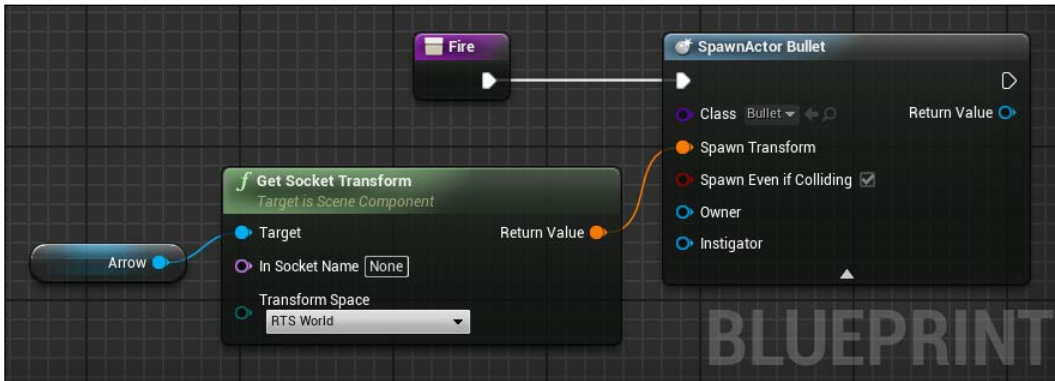 Fire
SpawnActor Bullet
Class Bullet
Return Value
Spawn Transform
Spawn Even if Colliding
Owner
Instigator
f Get Socket Transform
Target is Scene Component
Target
Return Value
In Socket Name None
Transform Space
RTS World
Arrow
BLUEPRINT